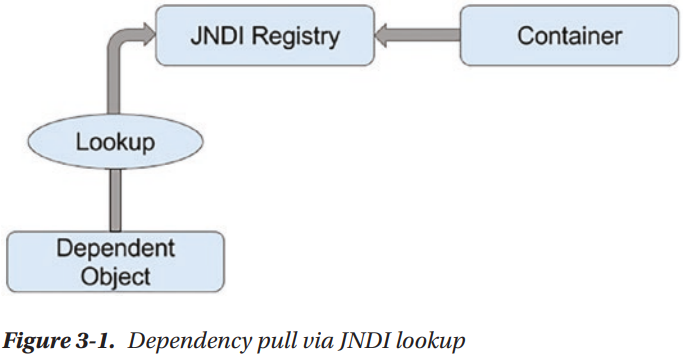 JNDI Registry
Container
Lookup
Dependent
Object
Figure 3-1. Dependency pull via JNDI lookup